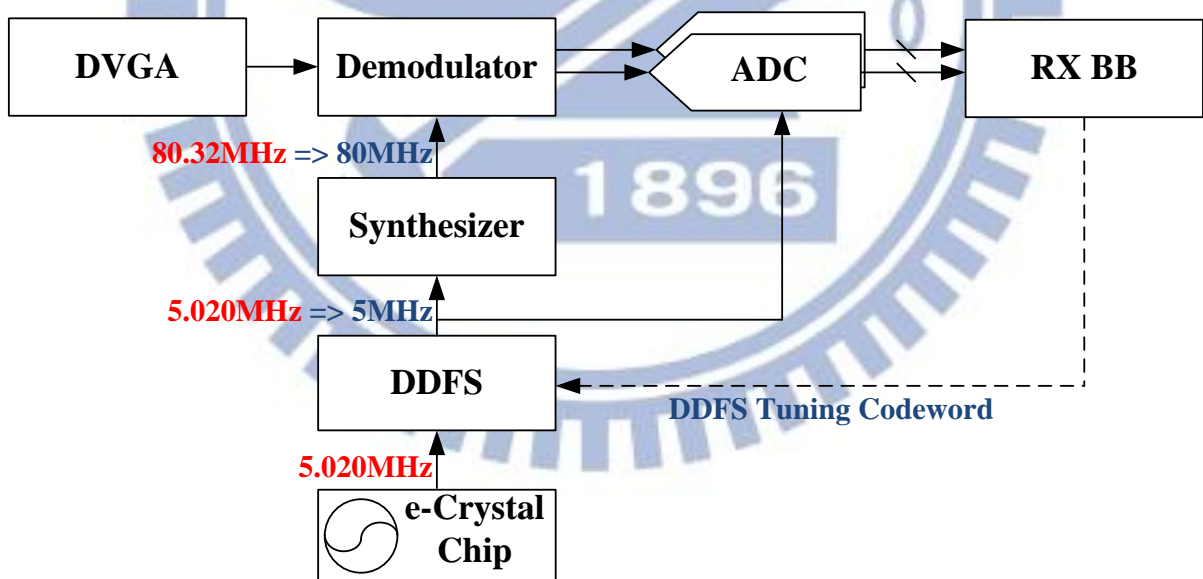 DVGA
Demodulator
ADC
RX BB
80.32MHz => 80MHz
1896
Synthesizer
5.020MHz => 5MHz
DDFS
DDFS Tuning Codeword
5.020MHz
e-Crystal
Chip